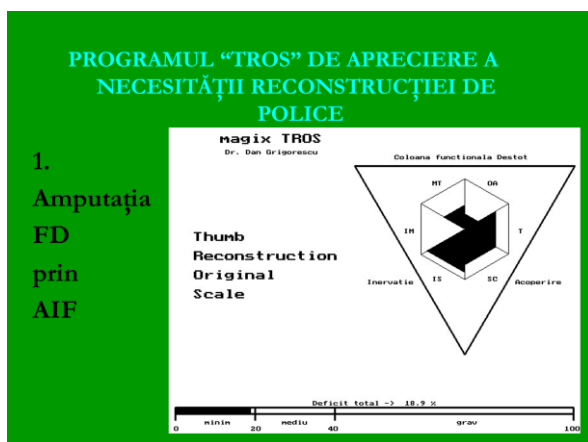 PROGRAMUL “TROS” DE APRECIERE A
NECESITĂȚII RECONSTRUCȚIEI DE
POLICE
1.
Amputația
FD
prin
AIF
magix TROS
Dr. Dan Grigorescu
Thumb
Reconstruction
Original
Scale
Coloana functionala Destot
MT
OA
IM
T
IS
SC
Inervatie
Acoperire
Deficit total -> 18.9 %
minim
mediu
grav
0
20
40
100